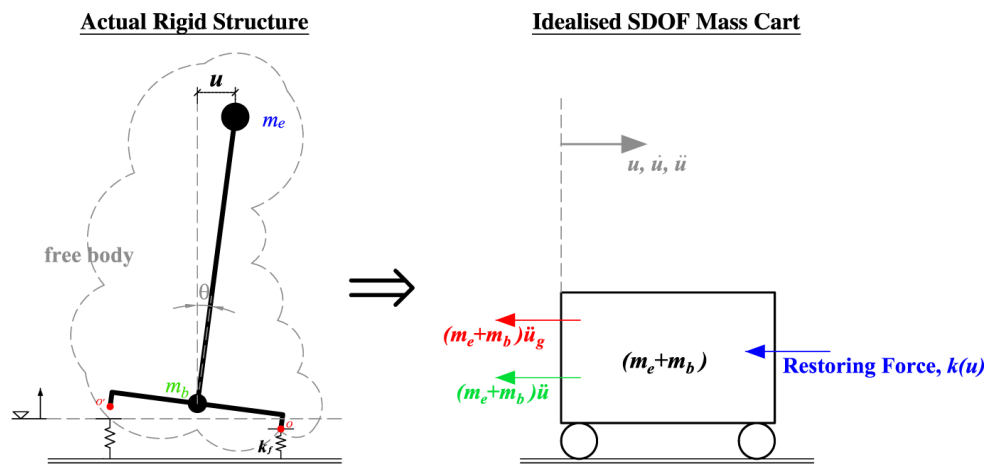 Actual Rigid Structure
Idealised SDOF Mass Cart
u
mₑ
u, u̇, ü
free body
θ
(mₑ+m_b)ü_g
(mₑ+m_b)
Restoring Force, k(u)
(mₑ+m_b)ü
m_b
o'
o
k_f